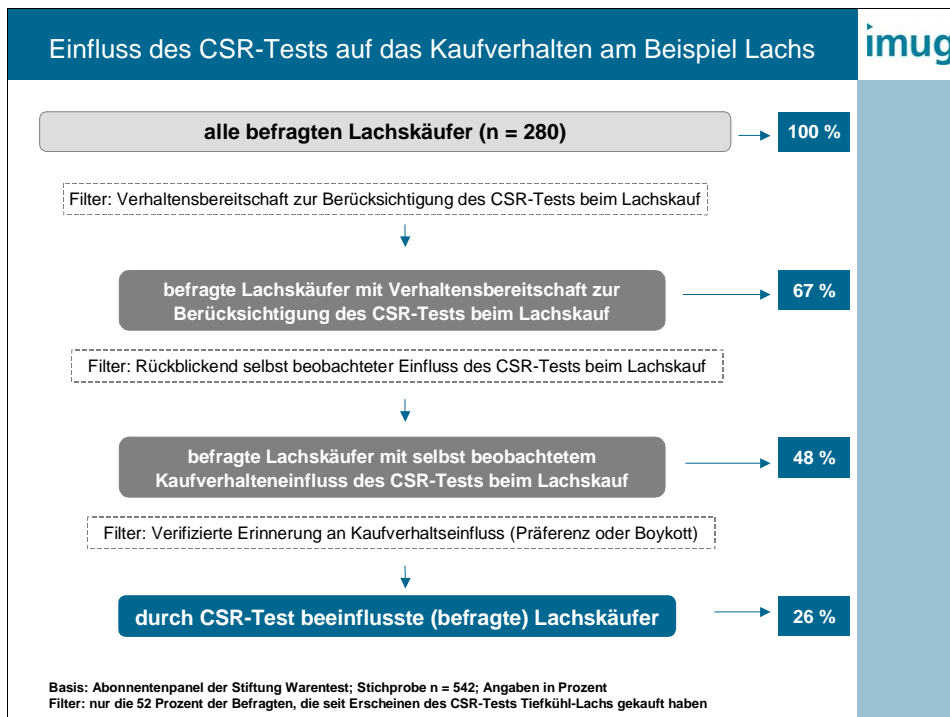 Einfluss des CSR-Tests auf das Kaufverhalten am Beispiel Lachs
imug
alle befragten Lachskäufer (n = 280)
100 %
Filter: Verhaltensbereitschaft zur Berücksichtigung des CSR-Tests beim Lachskauf
befragte Lachskäufer mit Verhaltensbereitschaft zur
Berücksichtigung des CSR-Tests beim Lachskauf
67 %
Filter: Rückblickend selbst beobachteter Einfluss des CSR-Tests beim Lachskauf
befragte Lachskäufer mit selbst beobachtetem
Kaufverhalteneinfluss des CSR-Tests beim Lachskauf
48 %
Filter: Verifizierte Erinnerung an Kaufverhaltseinfluss (Präferenz oder Boykott)
durch CSR-Test beeinflusste (befragte) Lachskäufer
26 %
Basis: Abonnentenpanel der Stiftung Warentest; Stichprobe n = 542; Angaben in Prozent
Filter: nur die 52 Prozent der Befragten, die seit Erscheinen des CSR-Tests Tiefkühl-Lachs gekauft haben